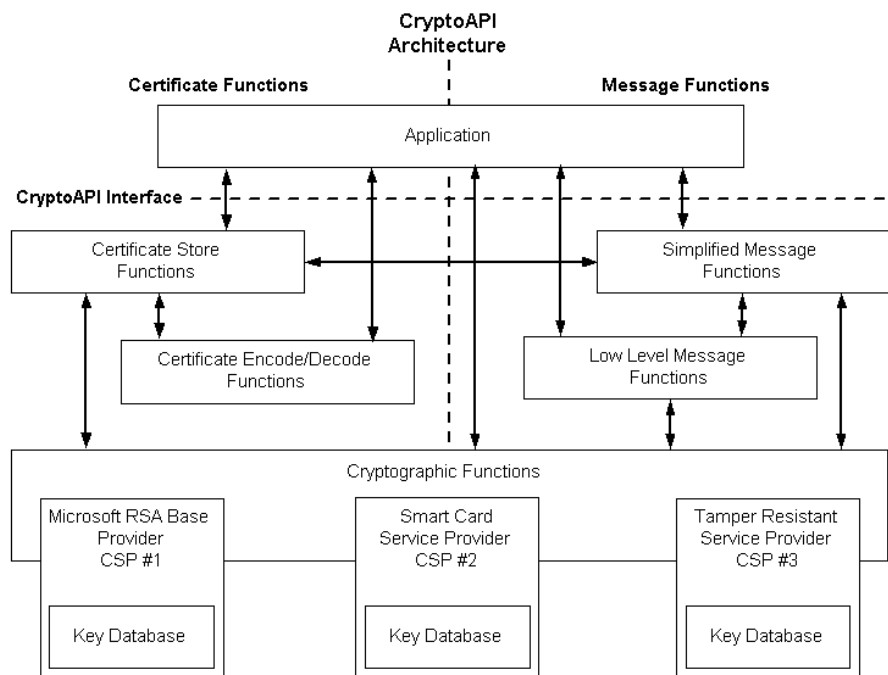 CryptoAPI
Architecture
Certificate Functions
Message Functions
Application
CryptoAPI Interface
Certificate Store
Functions
Simplified Message
Functions
Certificate Encode/Decode
Functions
Low Level Message
Functions
Cryptographic Functions
Microsoft RSA Base
Provider
CSP #1
Smart Card
Service Provider
CSP #2
Tamper Resistant
Service Provider
CSP #3
Key Database
Key Database
Key Database